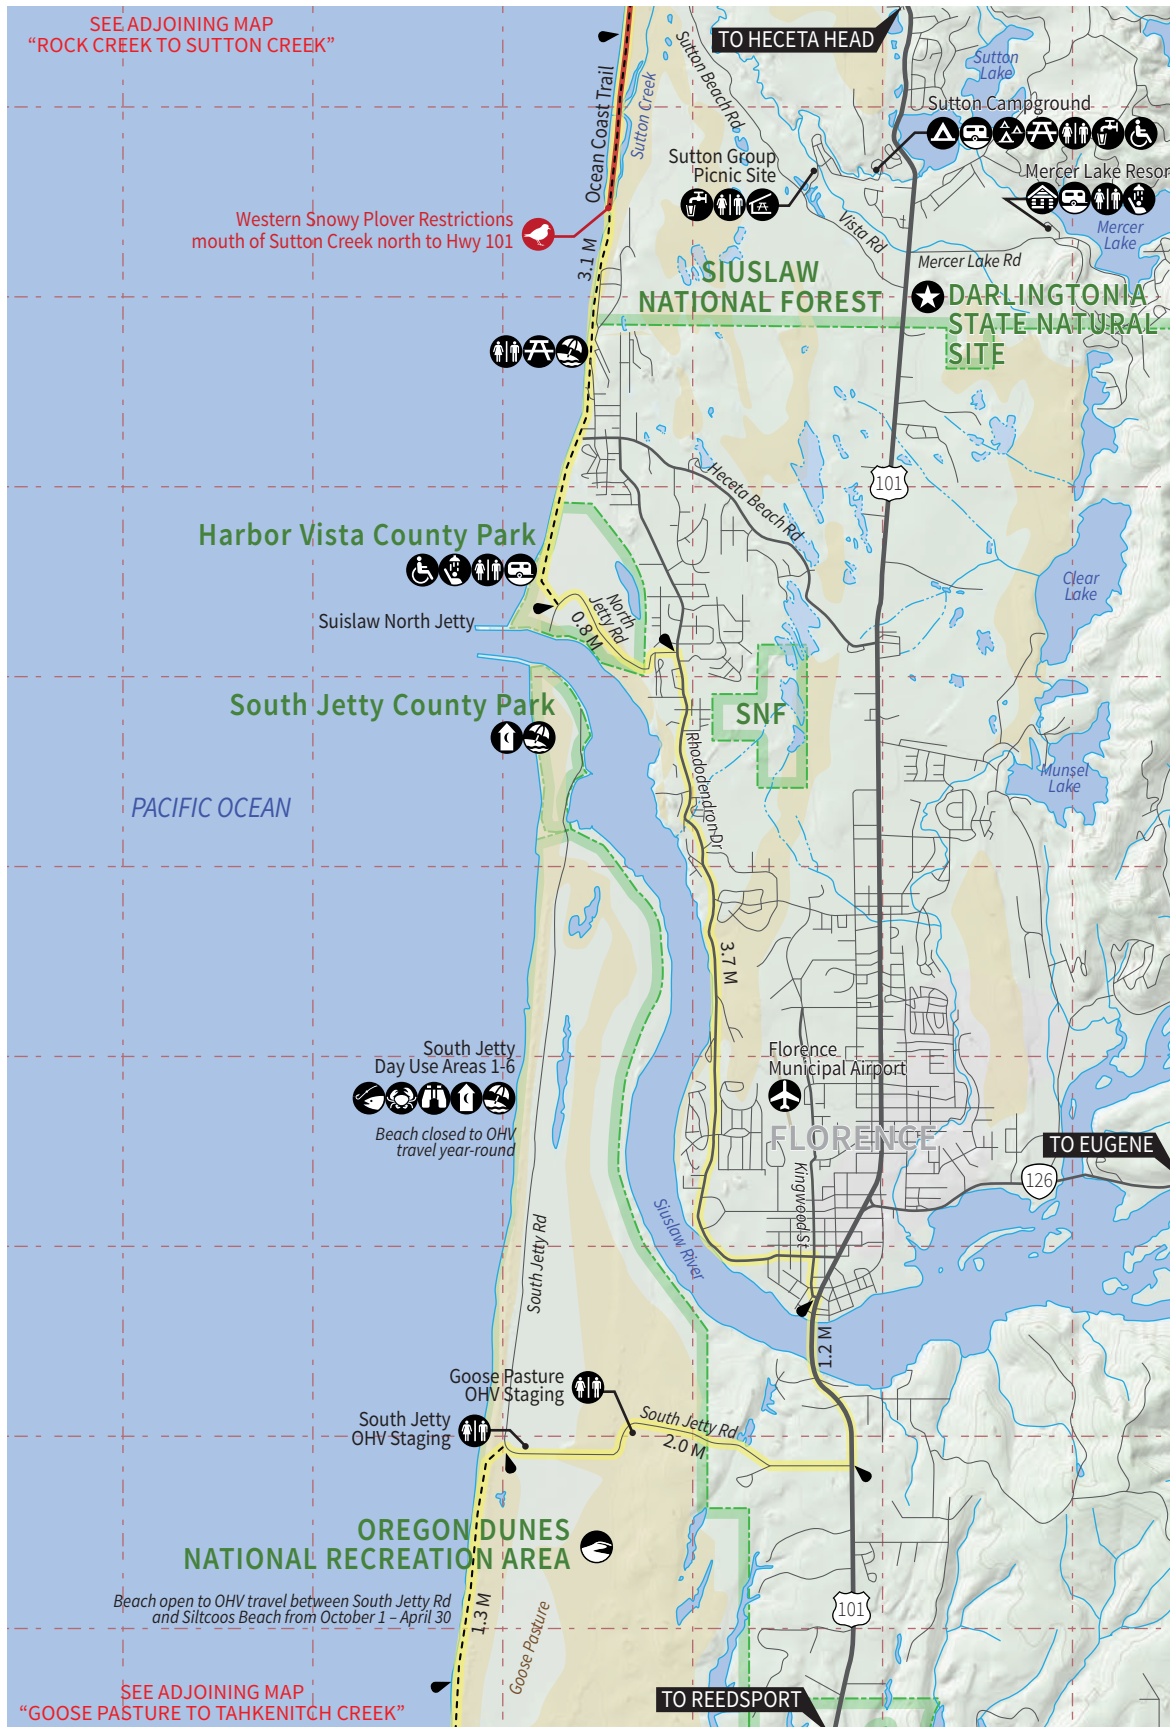 SEE ADJOINING MAP
“ROCK CREEK TO SUTTON CREEK”
TO HECETA HEAD
Sutton Beach Rd
Sutton
Lake
Ocean Coast Trail
Sutton Creek
Sutton Campground
Sutton Group
Picnic Site
Mercer Lake Resor
Mercer
Lake
Western Snowy Plover Restrictions
mouth of Sutton Creek north to Hwy 101
Vista Rd
Mercer Lake Rd
3.1 M
SIUSLAW
NATIONAL FOREST
DARLINGTONIA
STATE NATURAL
SITE
Heceta Beach Rd
101
Harbor Vista County Park
Clear
Lake
North
Jetty Rd
0.8 M
Suislaw North Jetty
South Jetty County Park
SNF
Rhododendron Dr
Munsel
Lake
PACIFIC OCEAN
3.7 M
South Jetty
Day Use Areas 1-6
Florence
Municipal Airport
Beach closed to OHV
travel year-round
FLORENCE
TO EUGENE
126
Kingwood St
Siuslaw River
South Jetty Rd
1.2 M
Goose Pasture
OHV Staging
South Jetty
OHV Staging
South Jetty Rd
2.0 M
OREGON DUNES
NATIONAL RECREATION AREA
Beach open to OHV travel between South Jetty Rd
and Siltcoos Beach from October 1 – April 30
1.3 M
Goose Pasture
101
SEE ADJOINING MAP
“GOOSE PASTURE TO TAHKENITCH CREEK”
TO REEDSPORT